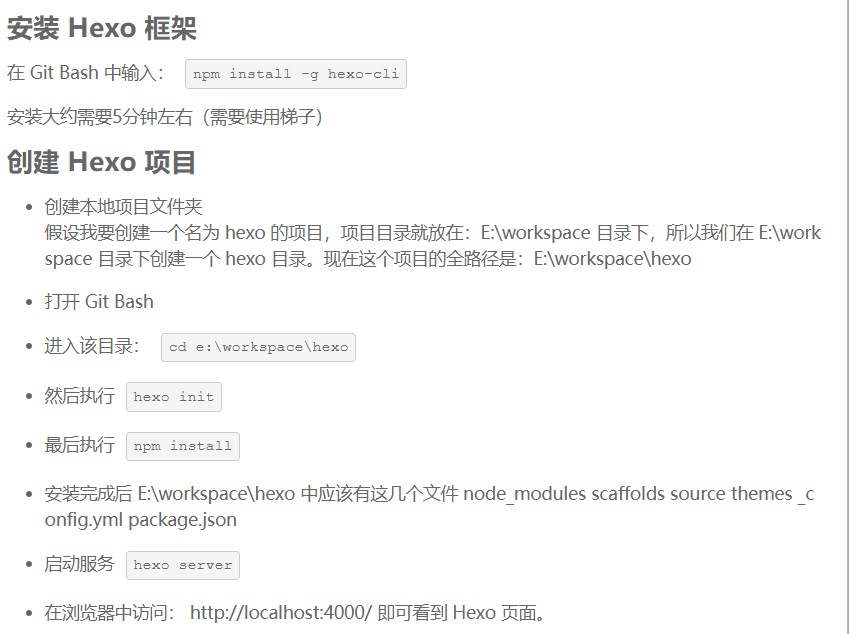 安装 Hexo 框架
在 Git Bash 中输入： npm install -g hexo-cli
安装大约需要5分钟左右（需要使用梯子）
创建 Hexo 项目
• 创建本地项目文件夹
假设我要创建一个名为 hexo 的项目，项目目录就放在：E:\workspace 目录下，所以我们在 E:\work
space 目录下创建一个 hexo 目录。现在这个项目的全路径是：E:\workspace\hexo
• 打开 Git Bash
• 进入该目录： cd e:\workspace\hexo
• 然后执行 hexo init
• 最后执行 npm install
• 安装完成后 E:\workspace\hexo 中应该有这几个文件 node_modules scaffolds source themes _c
onfig.yml package.json
• 启动服务 hexo server
• 在浏览器中访问： http://localhost:4000/ 即可看到 Hexo 页面。